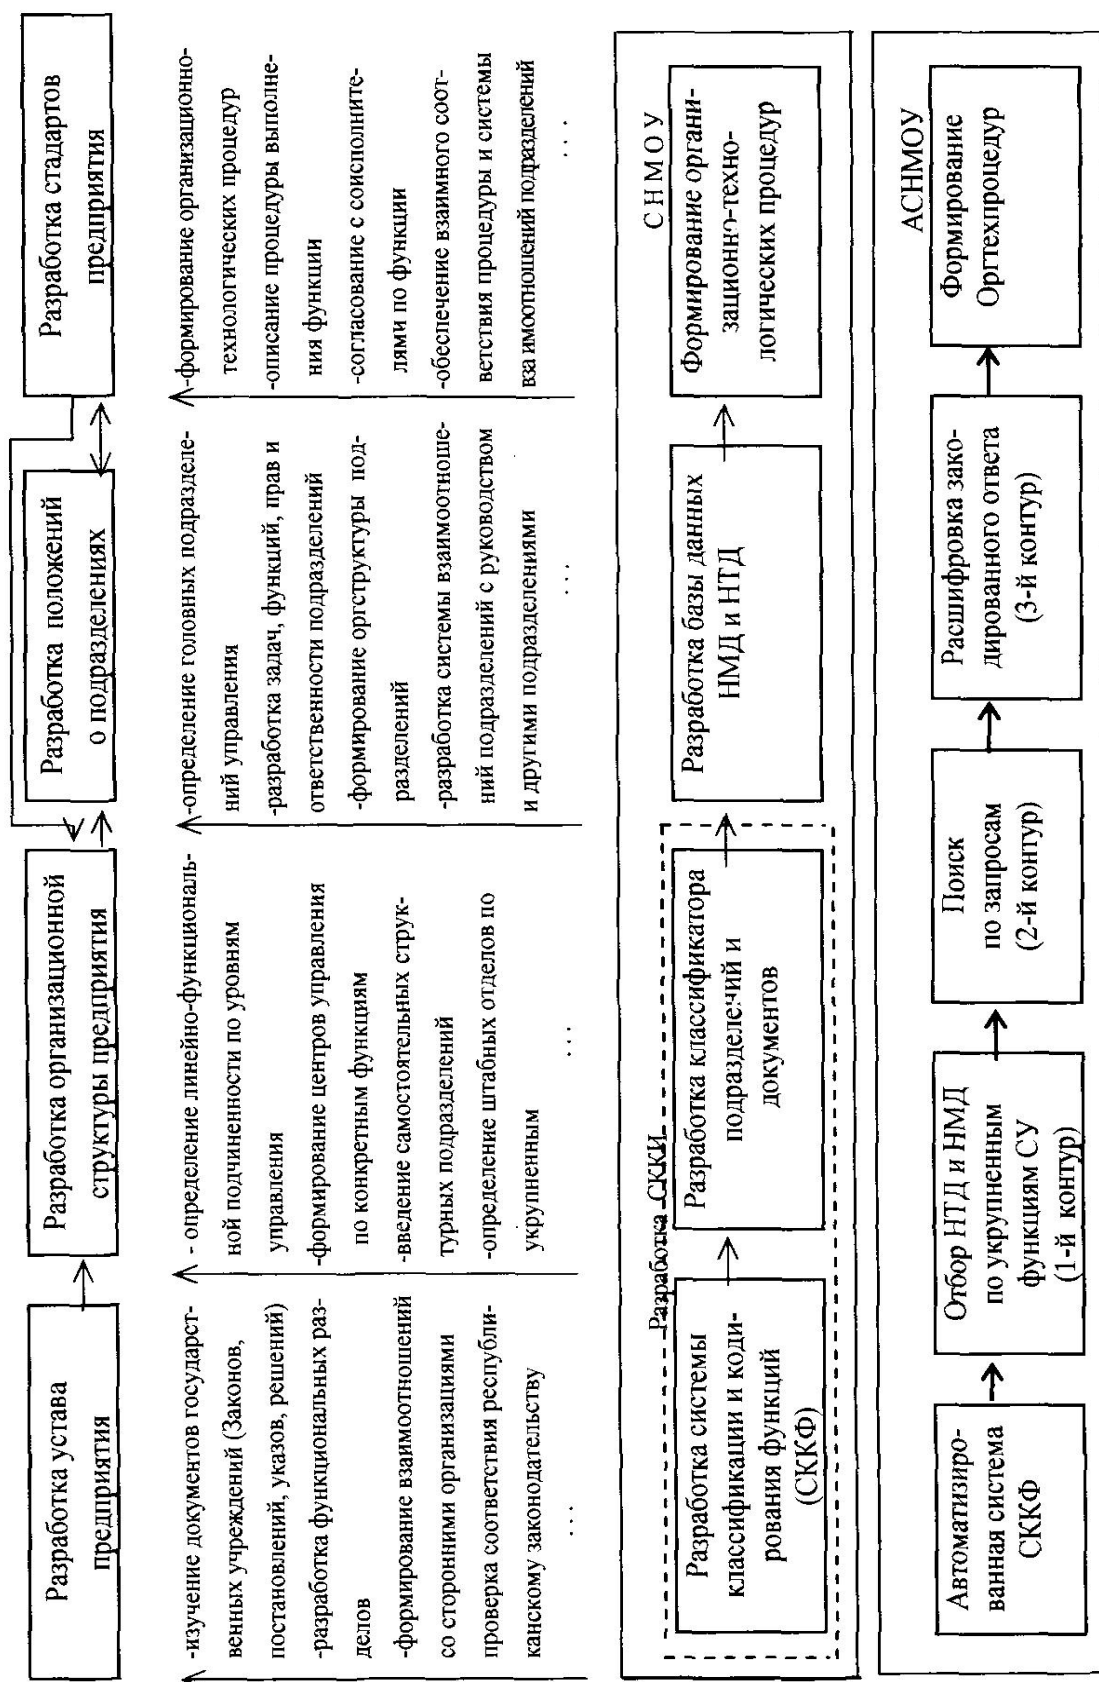 Разработка устава
предприятия
Разработка организационной
структуры предприятия
Разработка положений
о подразделениях
Разработка стадартов
предприятия
-изучение документов государст-
венных учреждений (Законов,
постановлений, указов, решений)
-разработка функциональных раз-
делов
-формирование взаимоотношений
со сторонними организациями
проверка соответствия республи-
канскому законодательству
. . .
- определение линейно-функциональ-
ной подчиненности по уровням
управления
-формирование центров управления
по конкретным функциям
-введение самостоятельных струк-
турных подразделений
-определение штабных отделов по
укрупненным
. . .
-определение головных подразделе-
ний управления
-разработка задач, функций, прав и
ответственности подразделений
-формирование оргструктуры под-
разделений
-разработка системы взаимоотноше-
ний подразделений с руководством
и другими подразделениями
. . .
-формирование организационно-
технологических процедур
-описание процедуры выполне-
ния функции
-согласование с соисполните-
лями по функции
-обеспечение взаимного соот-
ветствия процедуры и системы
вза имоотношений подразделений
. . .
СНМОУ
Разработка СККИ
Разработка системы
классификации и коди-
рования функций
(СККФ)
Разработка классификатора
подразделений и
документов
Разработка базы данных
НМД и НТД
Формирование органи-
зационно-техно-
логических процедур
АСНМОУ
Автоматизиро-
ванная система
СККФ
Отбор НТД и НМД
по укрупненным
функциям СУ
(1-й контур)
Поиск
по запросам
(2-й контур)
Расшифровка зако-
дированного ответа
(3-й контур)
Формирование
Оргтехпроцедур